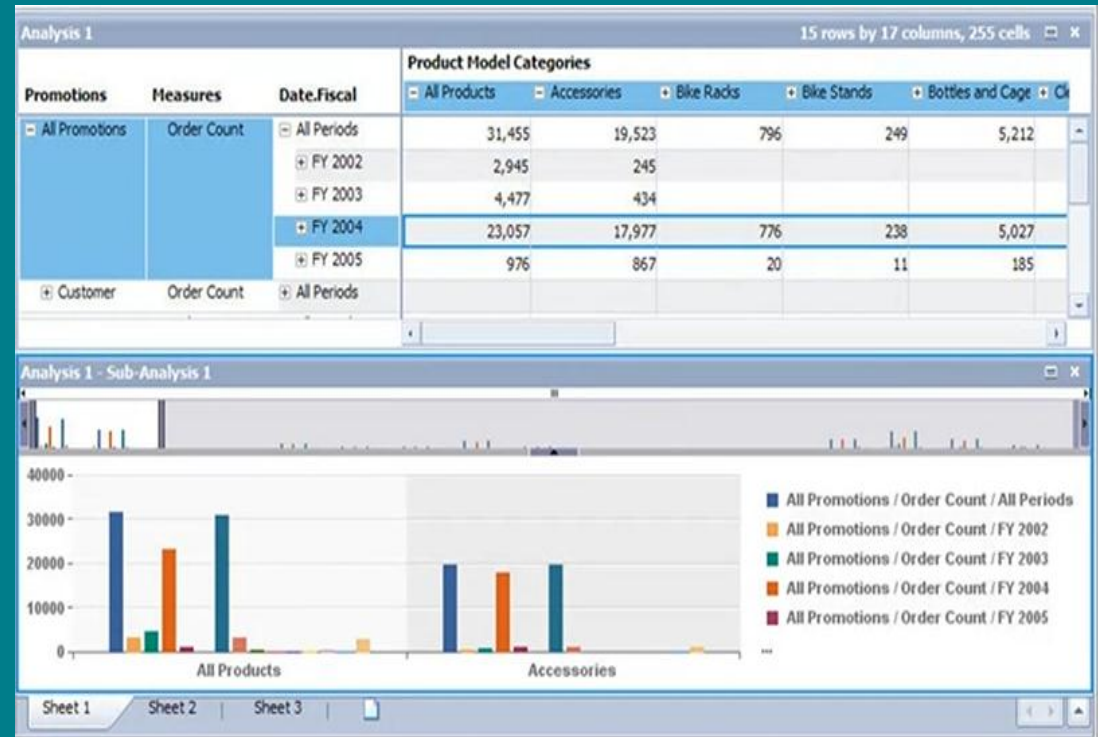 Analysis 1 15 rows by 17 columns, 255 cells
Product Model Categories
Promotions Measures Date.Fiscal All Products Accessories Bike Racks Bike Stands Bottles and Cage
All Promotions Order Count All Periods 31,455 19,523 796 249 5,212
FY 2002 2,945 245
FY 2003 4,477 434
FY 2004 23,057 17,977 776 238 5,027
FY 2005 976 867 20 11 185
Customer Order Count All Periods
Analysis 1 - Sub-Analysis 1
40000
30000
20000
10000
0
All Products Accessories
All Promotions / Order Count / All Periods
All Promotions / Order Count / FY 2002
All Promotions / Order Count / FY 2003
All Promotions / Order Count / FY 2004
All Promotions / Order Count / FY 2005
...
Sheet 1 Sheet 2 Sheet 3